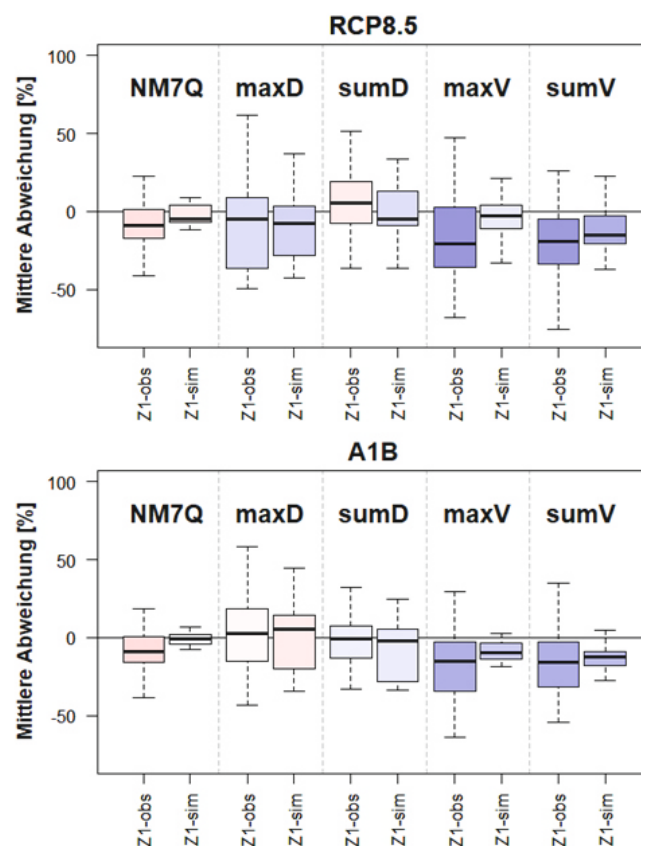 RCP8.5
Mittlere Abweichung [%]
100
50
0
-50
NM7Q maxD sumD maxV sumV
Z1-obs Z1-sim Z1-obs Z1-sim Z1-obs Z1-sim Z1-obs Z1-sim Z1-obs Z1-sim
A1B
Mittlere Abweichung [%]
100
50
0
-50
NM7Q maxD sumD maxV sumV
Z1-obs Z1-sim Z1-obs Z1-sim Z1-obs Z1-sim Z1-obs Z1-sim Z1-obs Z1-sim